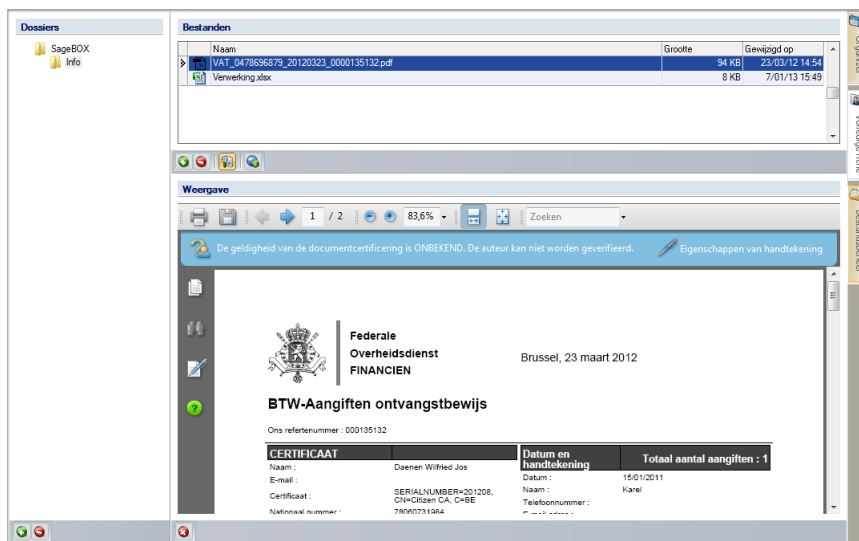 Dossiers
SageBOX
Info
Bestanden
Naam Grootte Gewijzigd op
VAT_0478696879_20120323_0000135132.pdf 94 KB 23/03/12 14:54
Verwerking.xlsx 8 KB 7/01/13 15:49
Weergave
1 / 2 83,6% Zoeken
De geldigheid van de documentcertificering is ONBEKEND. De auteur kan niet worden geverifieerd. Eigenschappen van handtekening
Federale
Overheidsdienst
FINANCIEN
Brussel, 23 maart 2012
BTW-Aangiften ontvangstbewijs
Ons refertenummer : 000135132
CERTIFICAAT
Naam : Daenen Wilfried Jos
E-mail :
Certificaat : SERIALNUMBER=201208,
CN=Citizen CA, C=BE
Nationaal nummer : 78060731984
Datum en
handtekening
Totaal aantal aangiften : 1
Datum : 15/01/2011
Naam : Karel
Telefoonnummer :
E-mail adres :